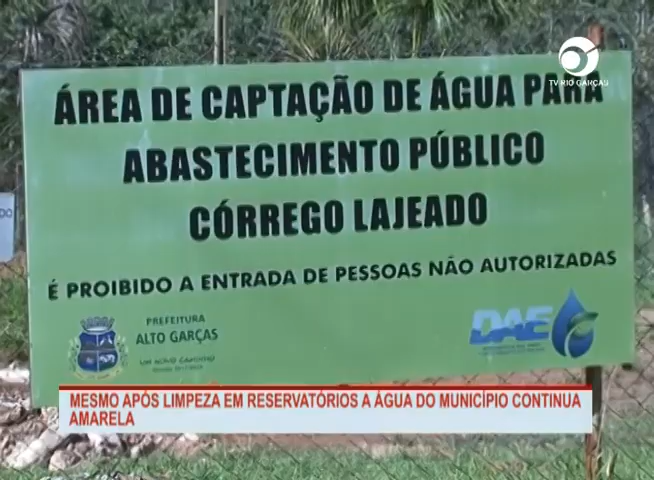 TV RIO GARÇAS
ÁREA DE CAPTAÇÃO DE ÁGUA PARA
ABASTECIMENTO PÚBLICO
CÓRREGO LAJEADO
É PROIBIDO A ENTRADA DE PESSOAS NÃO AUTORIZADAS
PREFEITURA
ALTO GARÇAS
UM NOVO CAMINHO
DAE
MESMO APÓS LIMPEZA EM RESERVATÓRIOS A ÁGUA DO MUNICÍPIO CONTINUA
AMARELA